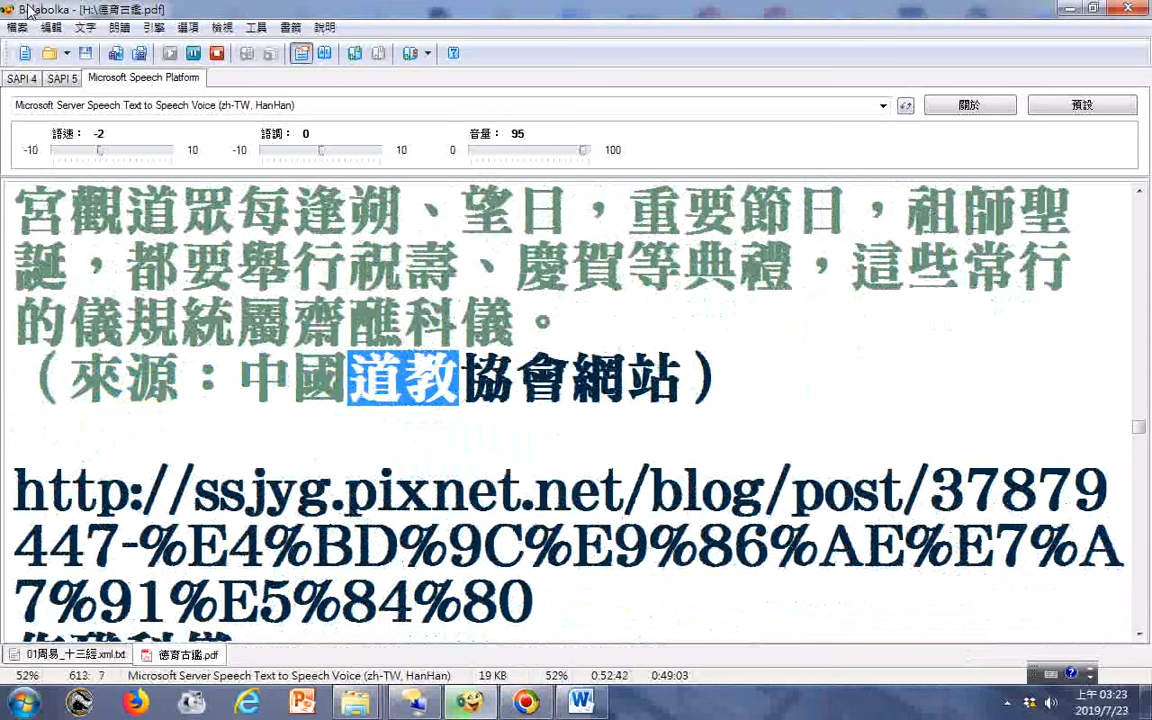 Balabolka - [H:\德育古鑑.pdf]
檔案 編輯 文字 朗讀 引擎 選項 檢視 工具 書籤 說明
SAPI 4 SAPI 5 Microsoft Speech Platform
Microsoft Server Speech Text to Speech Voice (zh-TW, HanHan) 關於 預設
語速： -2 語調： 0 音量： 95
-10 10 -10 10 0 100
宮觀道眾每逢朔、望日，重要節日，祖師聖
誕，都要舉行祝壽、慶賀等典禮，這些常行
的儀規統屬齋醮科儀。
（來源：中國道教協會網站）
http://ssjyg.pixnet.net/blog/post/37879
447-%E4%BD%9C%E9%86%AE%E7%A
7%91%E5%84%80
01周易_十三經.xml.txt 德育古鑑.pdf
52% 613: 7 Microsoft Server Speech Text to Speech Voice (zh-TW, HanHan) 19 KB 52% 0:52:42 0:49:03
上午 03:23
2019/7/23